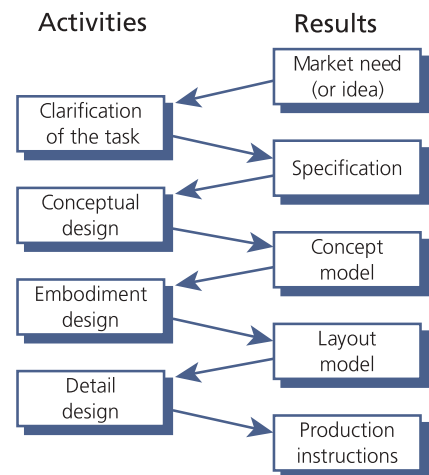 Activities
Results
Market need
(or idea)
Clarification
of the task
Specification
Conceptual
design
Concept
model
Embodiment
design
Layout
model
Detail
design
Production
instructions